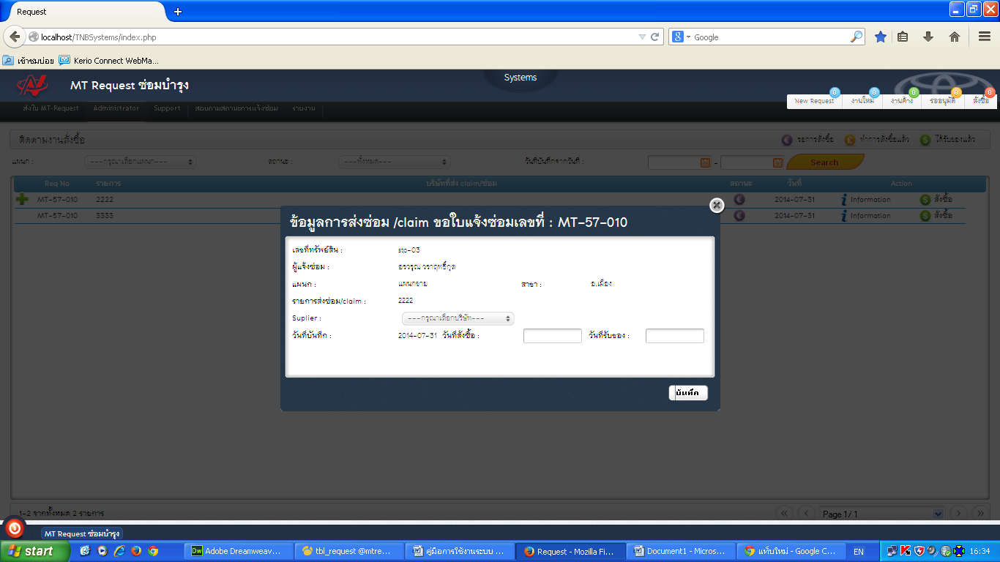 Request
localhost/TNBSystems/index.php
Google
เข้าชมบ่อย Kerio Connect WebMa...
MT Request ซ่อมบำรุง
Systems
0 0 0 0 0
New Request งานใหม่ งานค้าง รออนุมัติ สั่งซื้อ
ส่งใบ MT-Request Administrator Support สอบถามสถานะการแจ้งซ่อม รายงาน
ติดตามงานสั่งซื้อ รอการสั่งซื้อ ทำการสั่งซื้อแล้ว ได้รับของแล้ว
แผนก : ---กรุณาเลือกแผนก--- สถานะ : ---ทั้งหมด--- วันที่บันทึกจากวันที่ : - Search
Req No รายการ บริษัทที่ส่ง claim/ซ่อม สถานะ วันที่ Action
MT-57-010 2222 2014-07-31 Information สั่งซื้อ
MT-57-010 3333 2014-07-31 Information สั่งซื้อ
ข้อมูลการส่งซ่อม /claim ขอใบแจ้งซ่อมเลขที่ : MT-57-010
เลขที่ทรัพย์สิน : stp-03
ผู้แจ้งซ่อม : อรวรุณ วราฤทธิ์กุล
แผนก : แผนกขาย สาขา : อ.เมือง
รายการส่งซ่อม/claim : 2222
Suplier : ---กรุณาเลือกบริษัท---
วันที่บันทึก : 2014-07-31 วันที่สั่งซื้อ : วันที่รับของ :
บันทึก
1-2 จากทั้งหมด 2 รายการ Page 1/1
MT Request ซ่อมบำรุง
start Adobe Dreamweav... tbl_request @mtre... คู่มือการใช้งานระบบ ... Request - Mozilla Fi... Document1 - Micros... แท็บใหม่ - Google C... EN 16:34